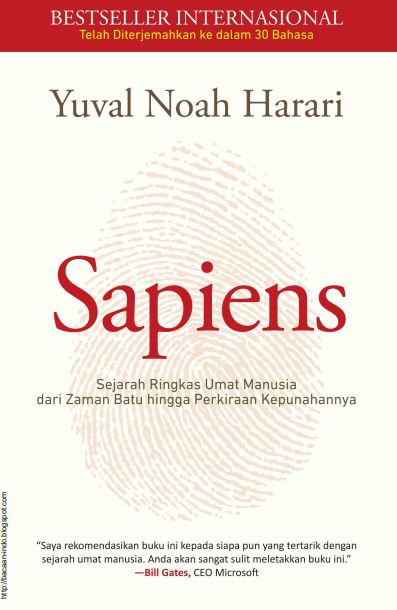 BESTSELLER INTERNASIONAL
Telah Diterjemahkan ke dalam 30 Bahasa
Yuval Noah Harari
Sapiens
Sejarah Ringkas Umat Manusia
dari Zaman Batu hingga Perkiraan Kepunahannya
http://bacaan-indo.blogspot.com
“Saya rekomendasikan buku ini kepada siapa pun yang tertarik dengan
sejarah umat manusia. Anda akan sangat sulit meletakkan buku ini.”
—Bill Gates, CEO Microsoft